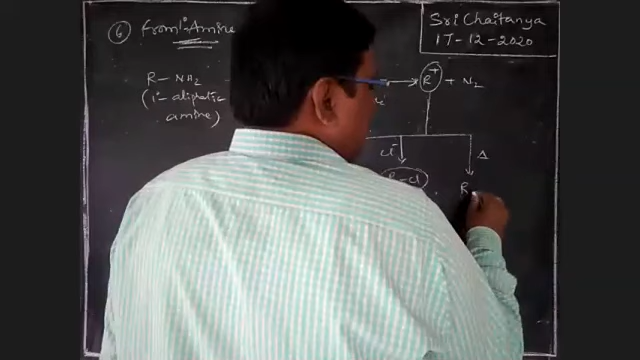 Sri Chaitanya
17-12-2020
⑥ From 1° Amine
R-NH₂
(1°-aliphatic
amine)
R⁺ + N₂
Cl⁻
R-Cl
Δ
R